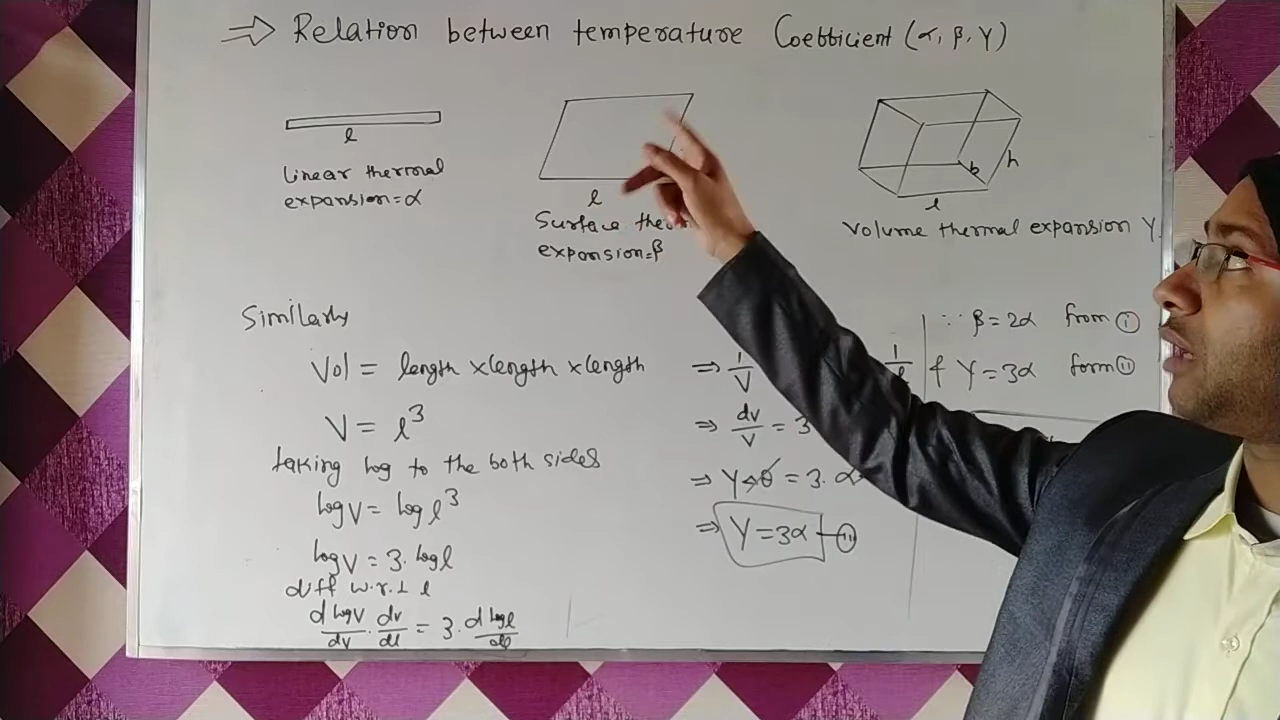 ⇒ Relation between temperature Coefficient (α, β, γ)
l
Linear thermal
expansion=α
l
Surface
expansion=β
b
h
l
Volume thermal expansion γ
Similarly
Vol = length ×length ×length
V = l³
taking log to the both sides
log V = log l³
log V = 3. log l
diff w.r.t l
d log V/dv . dv/dl = 3. d log l/dl
⇒ 1/V
1/l
⇒ dv/v = 3
⇒ γ△θ = 3. α
⇒ γ = 3α —(ii)
∵ β = 2α from (i)
& γ = 3α form (ii)